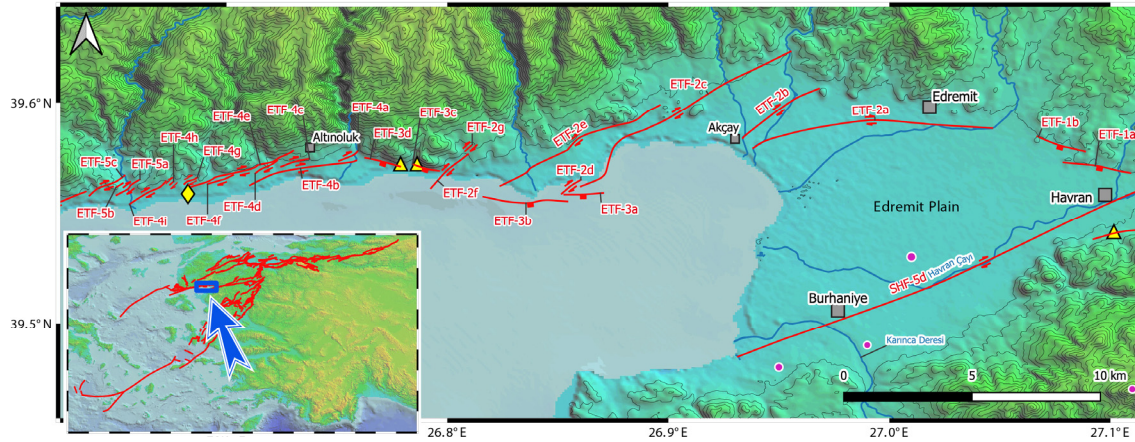 39.6°N
39.5°N
ETF-5c
ETF-5a
ETF-4h
ETF-4e
ETF-4c
ETF-4g
Altınoluk
ETF-4a
ETF-3d
ETF-3c
ETF-2g
ETF-2e
ETF-2c
ETF-2b
Akçay
ETF-2a
Edremit
ETF-1b
ETF-1a
ETF-5b
ETF-4i
ETF-4f
ETF-4d
ETF-4b
ETF-2f
ETF-2d
ETF-3b
ETF-3a
Havran
Edremit Plain
SHF-5d
Havran Çayı
Burhaniye
Karınca Deresi
0
5
10 km
26.8°E
26.9°E
27.0°E
27.1°E